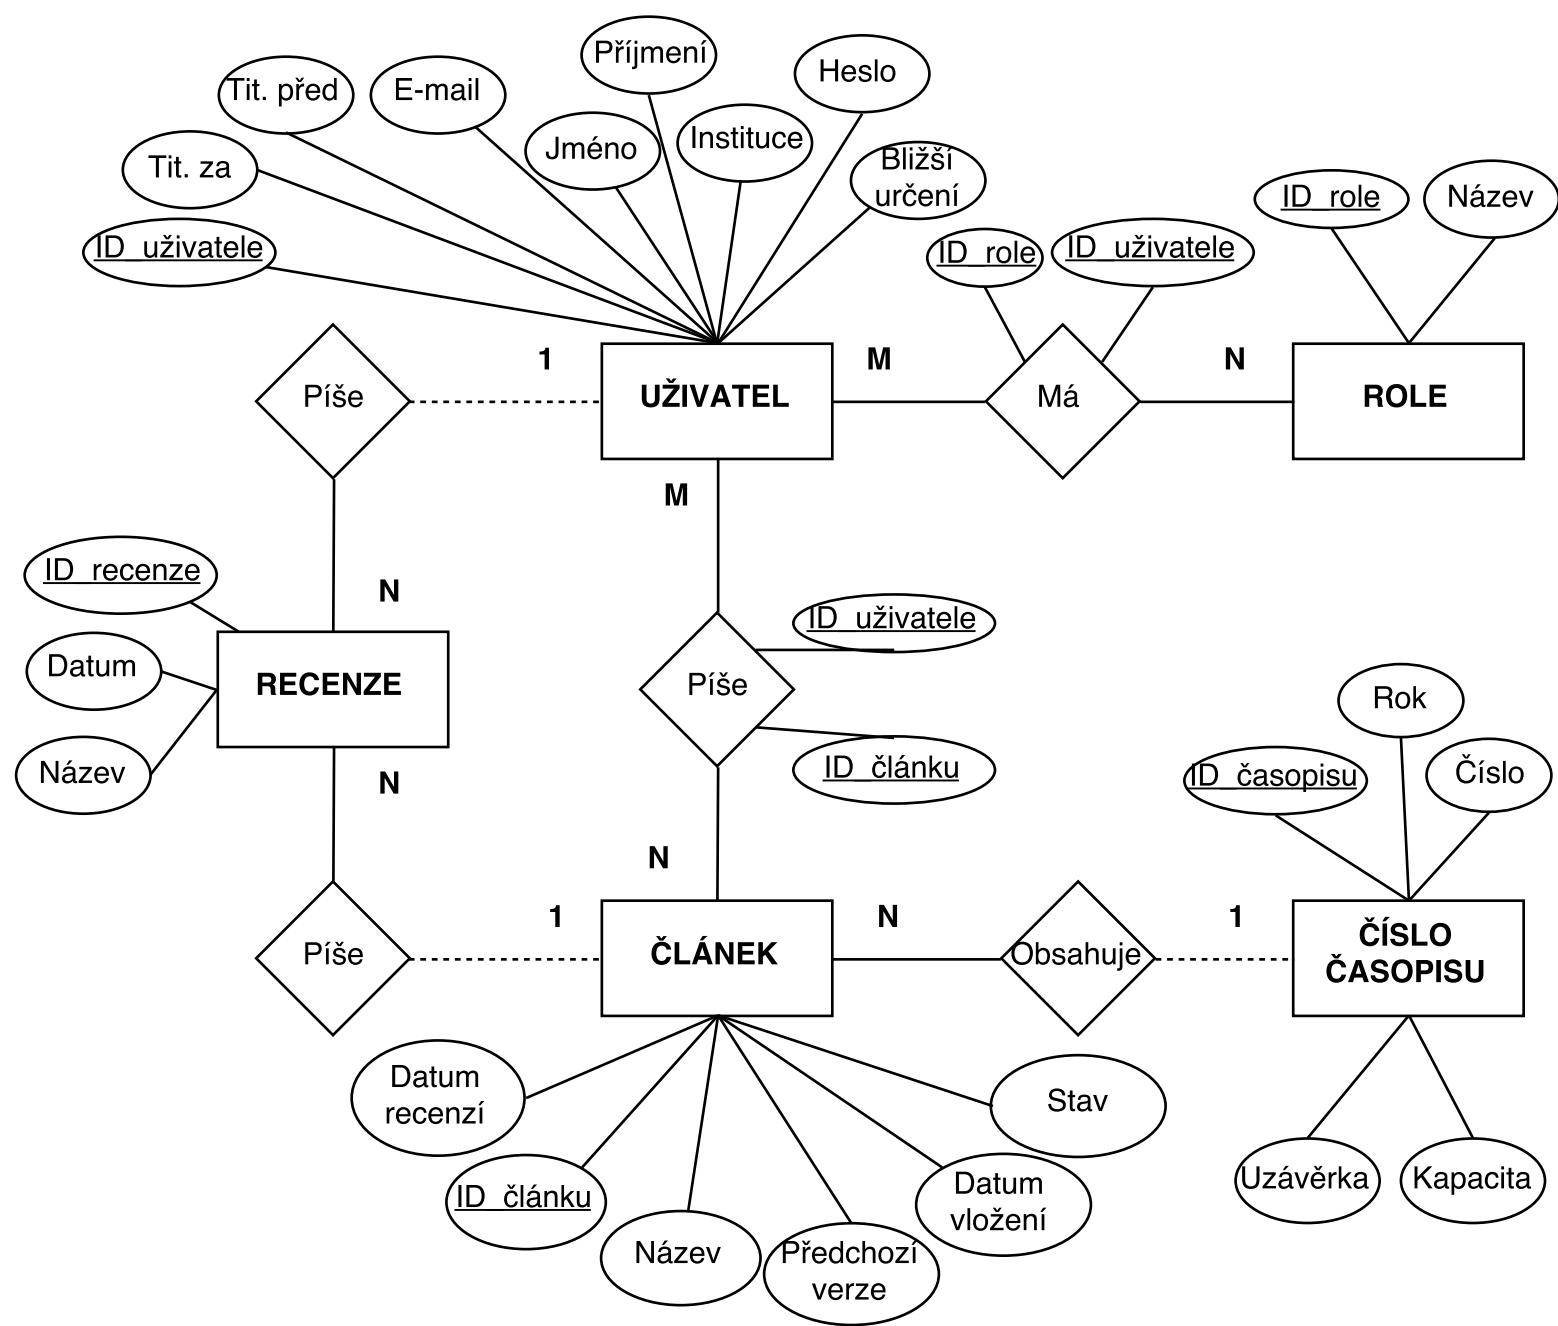 Příjmení
Heslo
Tit. před
E-mail
Jméno
Instituce
Bližší
určení
Tit. za
ID_uživatele
ID_role
ID_uživatele
ID_role
Název
Píše
1
UŽIVATEL
M
Má
N
ROLE
M
ID_recenze
N
Datum
RECENZE
Název
N
Píše
ID_uživatele
ID_článku
N
Rok
ID_časopisu
Číslo
Píše
1
ČLÁNEK
N
Obsahuje
1
ČÍSLO
ČASOPISU
Datum
recenzí
ID_článku
Název
Předchozí
verze
Datum
vložení
Stav
Uzávěrka
Kapacita